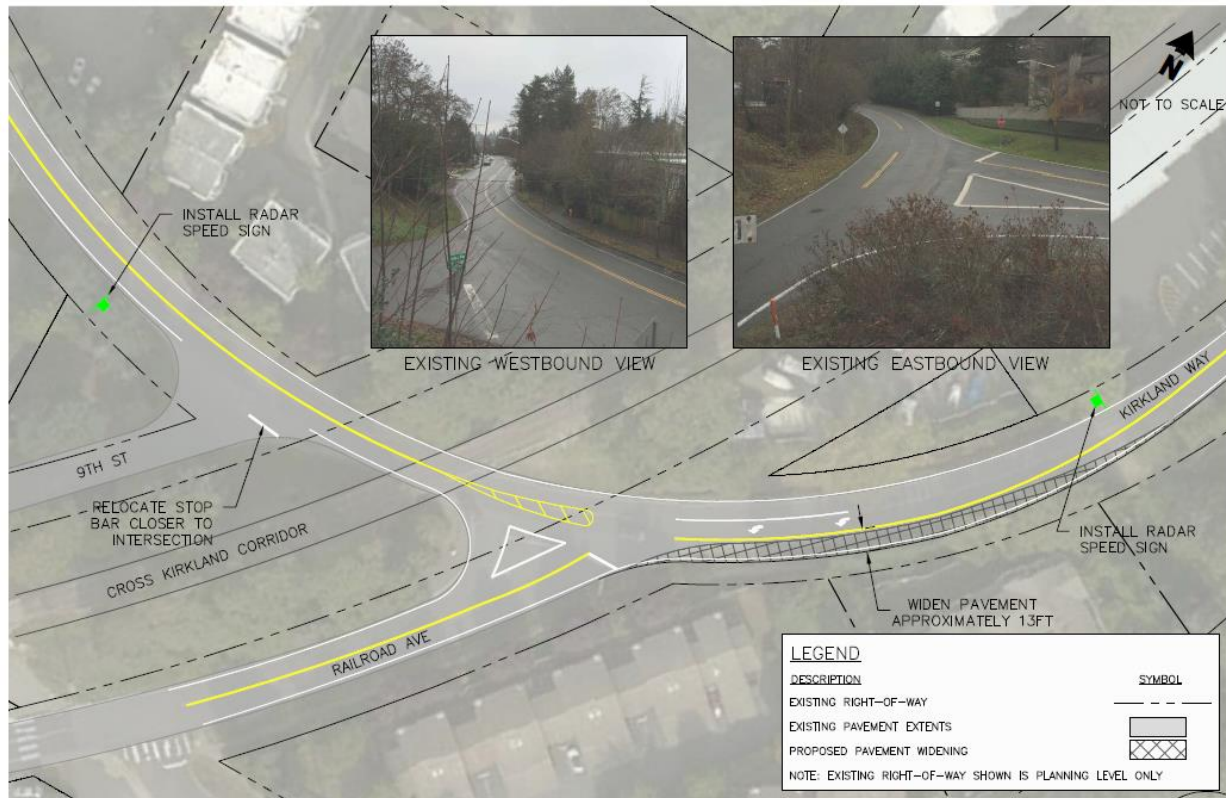 N
NOT TO SCALE
INSTALL RADAR
SPEED SIGN
EXISTING WESTBOUND VIEW
EXISTING EASTBOUND VIEW
KIRKLAND WAY
9TH ST
RELOCATE STOP
BAR CLOSER TO
INTERSECTION
CROSS KIRKLAND CORRIDOR
INSTALL RADAR
SPEED SIGN
WIDEN PAVEMENT
APPROXIMATELY 13FT
RAILROAD AVE
LEGEND
DESCRIPTION
SYMBOL
EXISTING RIGHT-OF-WAY
EXISTING PAVEMENT EXTENTS
PROPOSED PAVEMENT WIDENING
NOTE: EXISTING RIGHT-OF-WAY SHOWN IS PLANNING LEVEL ONLY